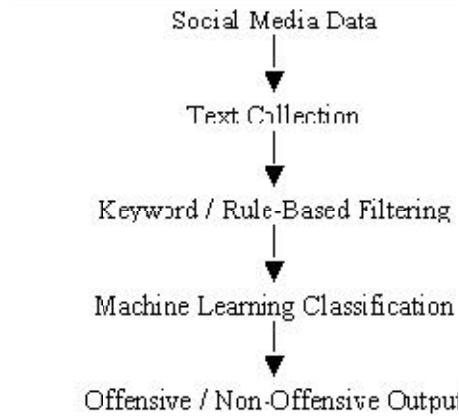 Social Media Data
Text Collection
Keyword / Rule-Based Filtering
Machine Learning Classification
Offensive / Non-Offensive Output